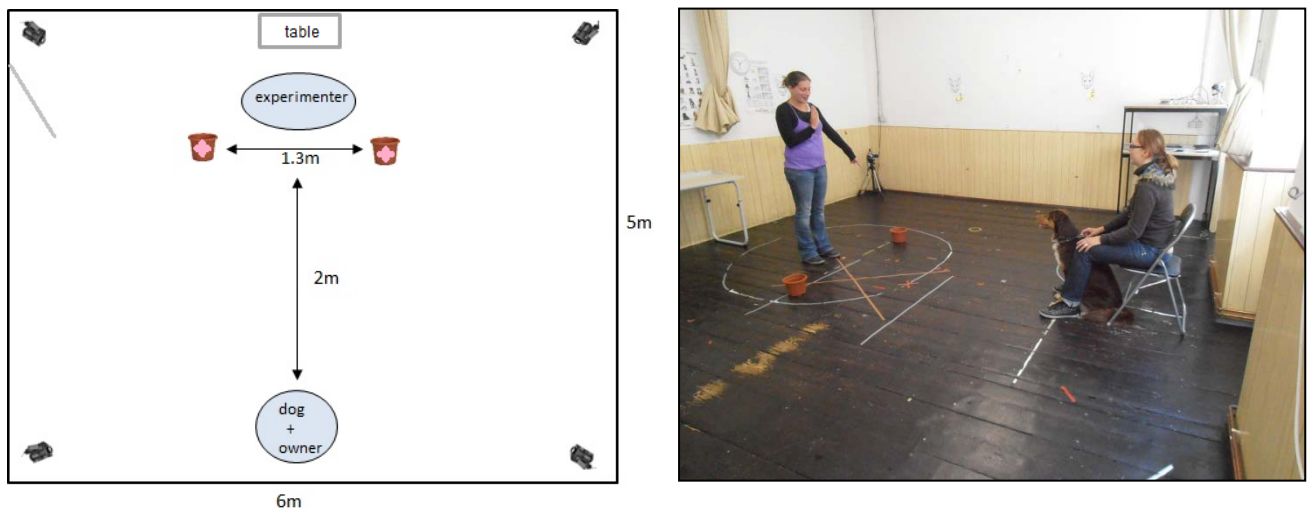 table
experimenter
1.3m
5m
2m
dog
+
owner
6m